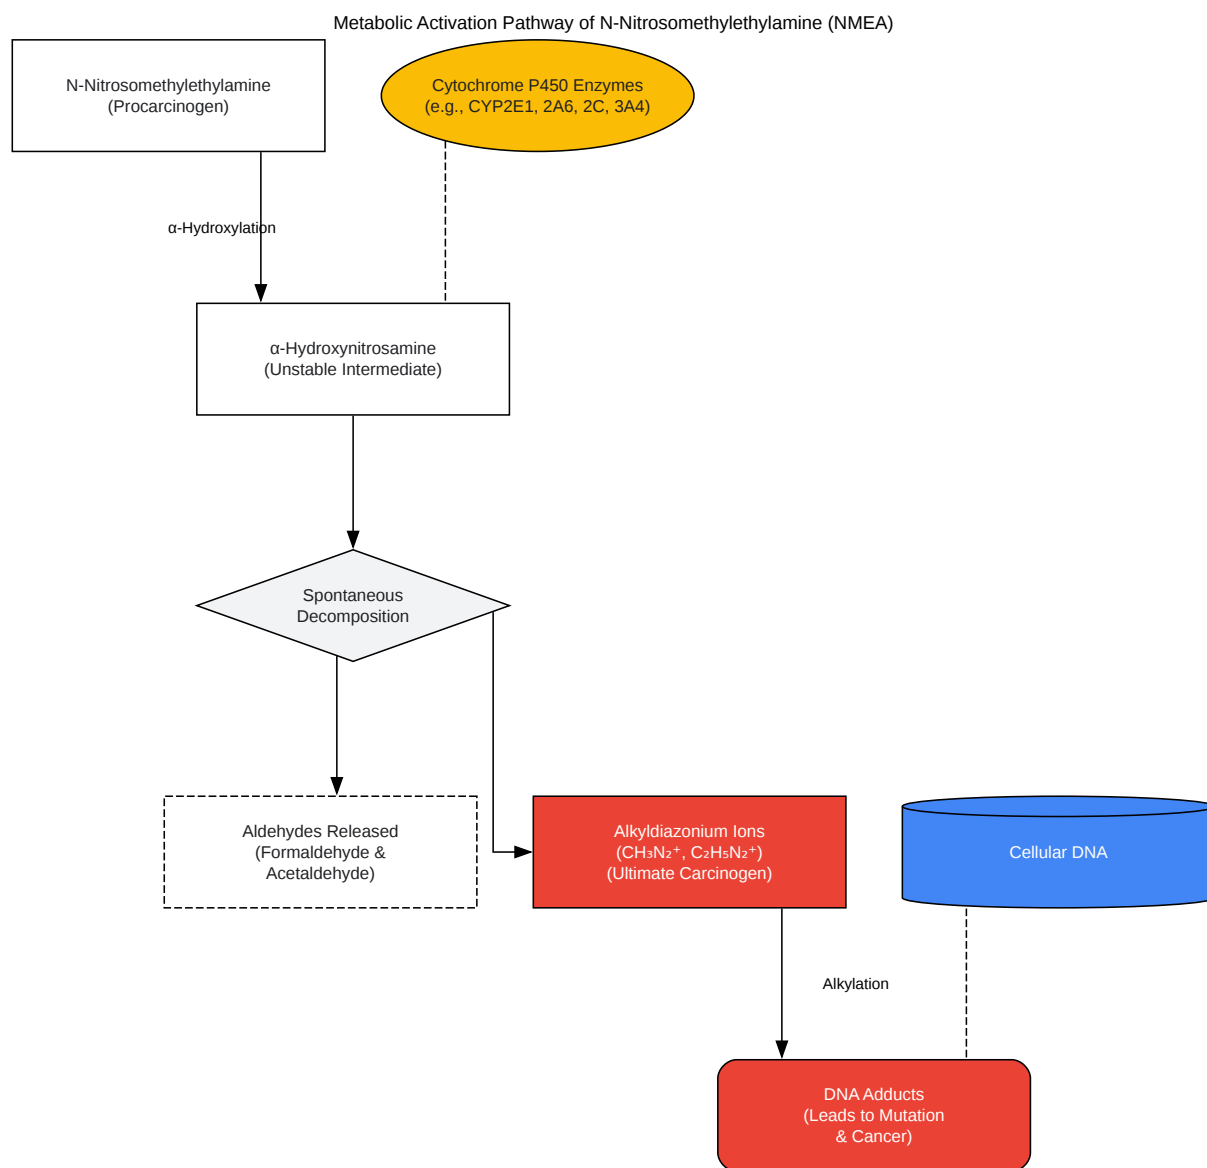 Metabolic Activation Pathway of N-Nitrosomethylethylamine (NMEA)
N-Nitrosomethylethylamine
(Procarcinogen)
Cytochrome P450 Enzymes
(e.g., CYP2E1, 2A6, 2C, 3A4)
α-Hydroxylation
α-Hydroxynitrosamine
(Unstable Intermediate)
Spontaneous
Decomposition
Aldehydes Released
(Formaldehyde &
Acetaldehyde)
Alkyldiazonium Ions
(CH₃N₂⁺, C₂H₅N₂⁺)
(Ultimate Carcinogen)
Cellular DNA
Alkylation
DNA Adducts
(Leads to Mutation
& Cancer)